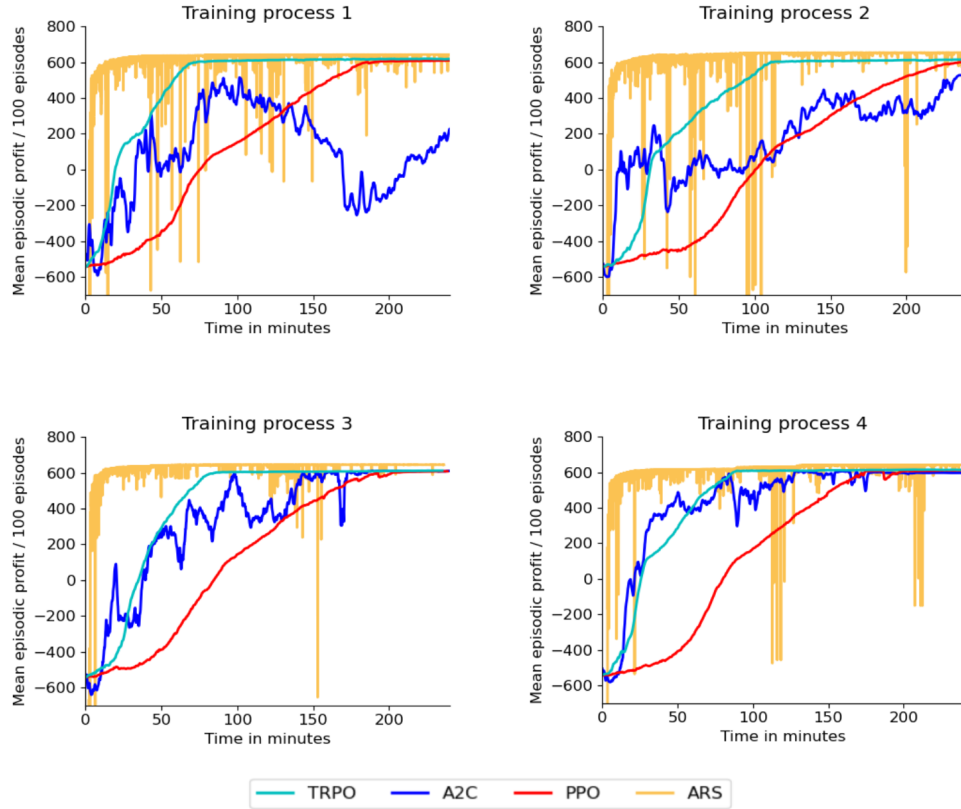 Training process 1
Mean episodic profit / 100 episodes
800
600
400
200
0
−200
−400
−600
0 50 100 150 200
Time in minutes
Training process 2
Mean episodic profit / 100 episodes
800
600
400
200
0
−200
−400
−600
0 50 100 150 200
Time in minutes
Training process 3
Mean episodic profit / 100 episodes
800
600
400
200
0
−200
−400
−600
0 50 100 150 200
Time in minutes
Training process 4
Mean episodic profit / 100 episodes
800
600
400
200
0
−200
−400
−600
0 50 100 150 200
Time in minutes
TRPO A2C PPO ARS